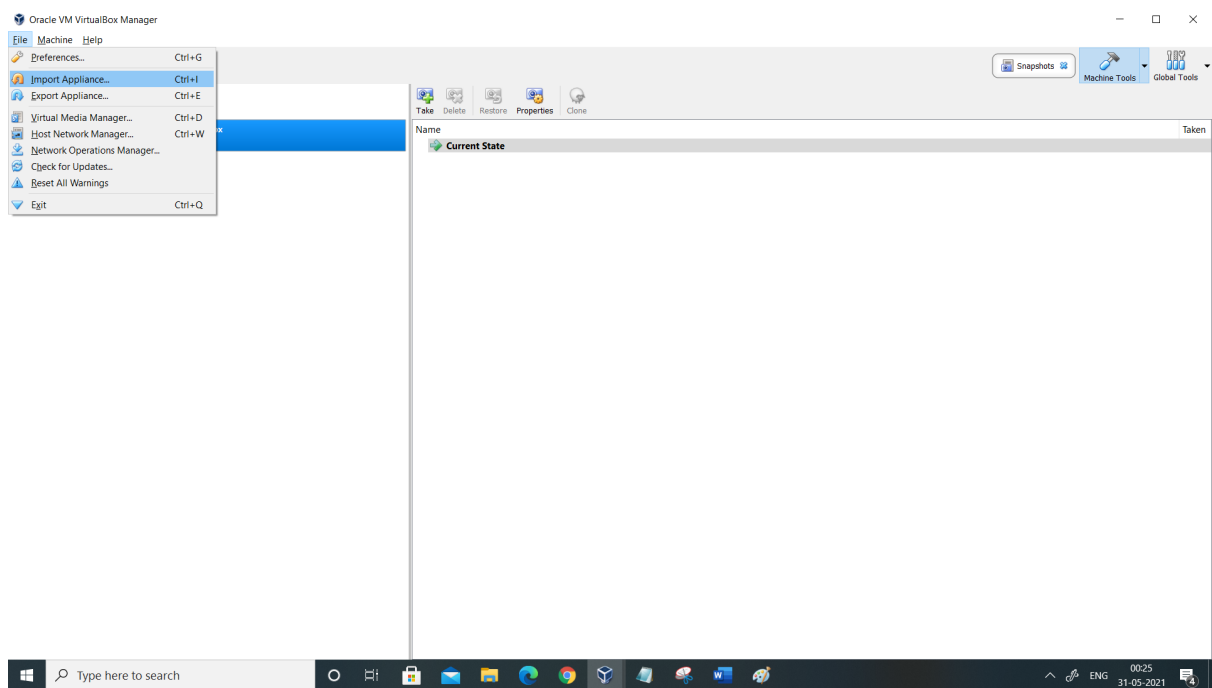 Oracle VM VirtualBox Manager
File Machine Help
Preferences... Ctrl+G
Import Appliance... Ctrl+I
Export Appliance... Ctrl+E
Virtual Media Manager... Ctrl+D
Host Network Manager... Ctrl+W
Network Operations Manager...
Check for Updates...
Reset All Warnings
Exit Ctrl+Q
Snapshots
Machine Tools
Global Tools
Take Delete Restore Properties Clone
Name Taken
Current State
Type here to search
ENG
00:25
31-05-2021
4